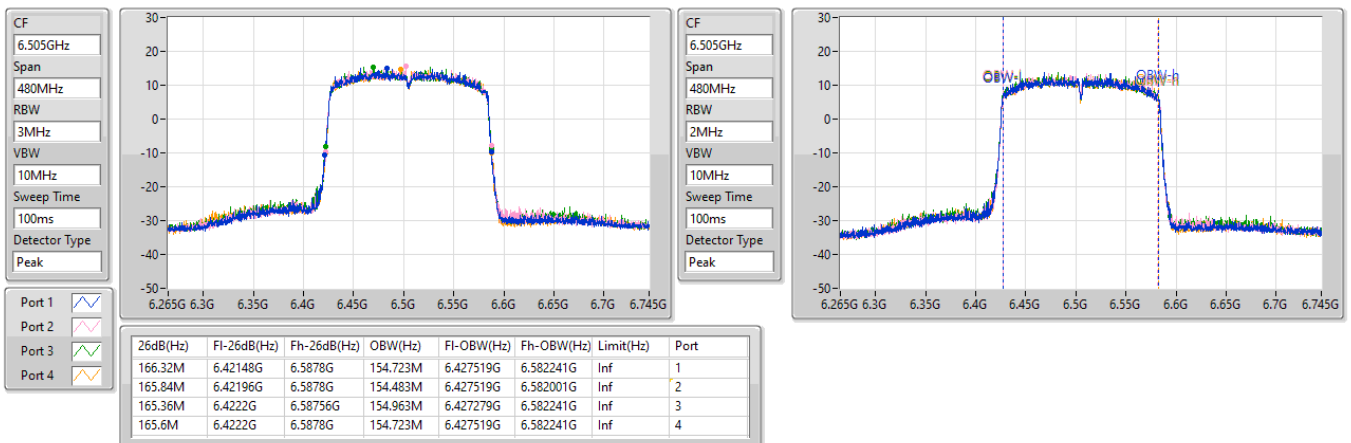 CF
6.505GHz
Span
480MHz
RBW
3MHz
VBW
10MHz
Sweep Time
100ms
Detector Type
Peak
30
20
10
0
-10
-20
-30
-40
-50
6.265G 6.3G 6.35G 6.4G 6.45G 6.5G 6.55G 6.6G 6.65G 6.7G 6.745G
CF
6.505GHz
Span
480MHz
RBW
2MHz
VBW
10MHz
Sweep Time
100ms
Detector Type
Peak
30
20
10
0
-10
-20
-30
-40
-50
OBW-l OBW-h
6.265G 6.3G 6.35G 6.4G 6.45G 6.5G 6.55G 6.6G 6.65G 6.7G 6.745G
Port 1
Port 2
Port 3
Port 4
26dB(Hz) Fl-26dB(Hz) Fh-26dB(Hz) OBW(Hz) Fl-OBW(Hz) Fh-OBW(Hz) Limit(Hz) Port
166.32M 6.42148G 6.5878G 154.723M 6.427519G 6.582241G Inf 1
165.84M 6.42196G 6.5878G 154.483M 6.427519G 6.582001G Inf 2
165.36M 6.4222G 6.58756G 154.963M 6.427279G 6.582241G Inf 3
165.6M 6.4222G 6.5878G 154.723M 6.427519G 6.582241G Inf 4